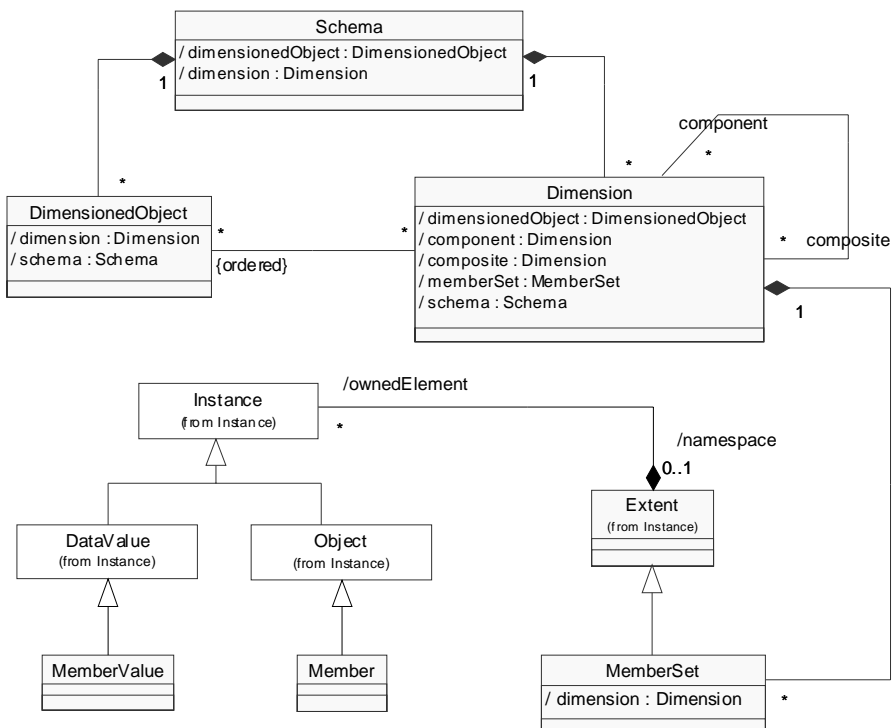 Schema
/ dimensionedObject : DimensionedObject
/ dimension : Dimension
1
1
component
*
*
*
DimensionedObject
/ dimension : Dimension
/ schema : Schema
*
{ordered}
*
Dimension
/ dimensionedObject : DimensionedObject
/ component : Dimension
/ composite : Dimension
/ memberSet : MemberSet
/ schema : Schema
*
composite
1
Instance
(from Instance)
/ownedElement
*
/namespace
0..1
Extent
(from Instance)
DataValue
(from Instance)
Object
(from Instance)
MemberValue
Member
MemberSet
/ dimension : Dimension
*